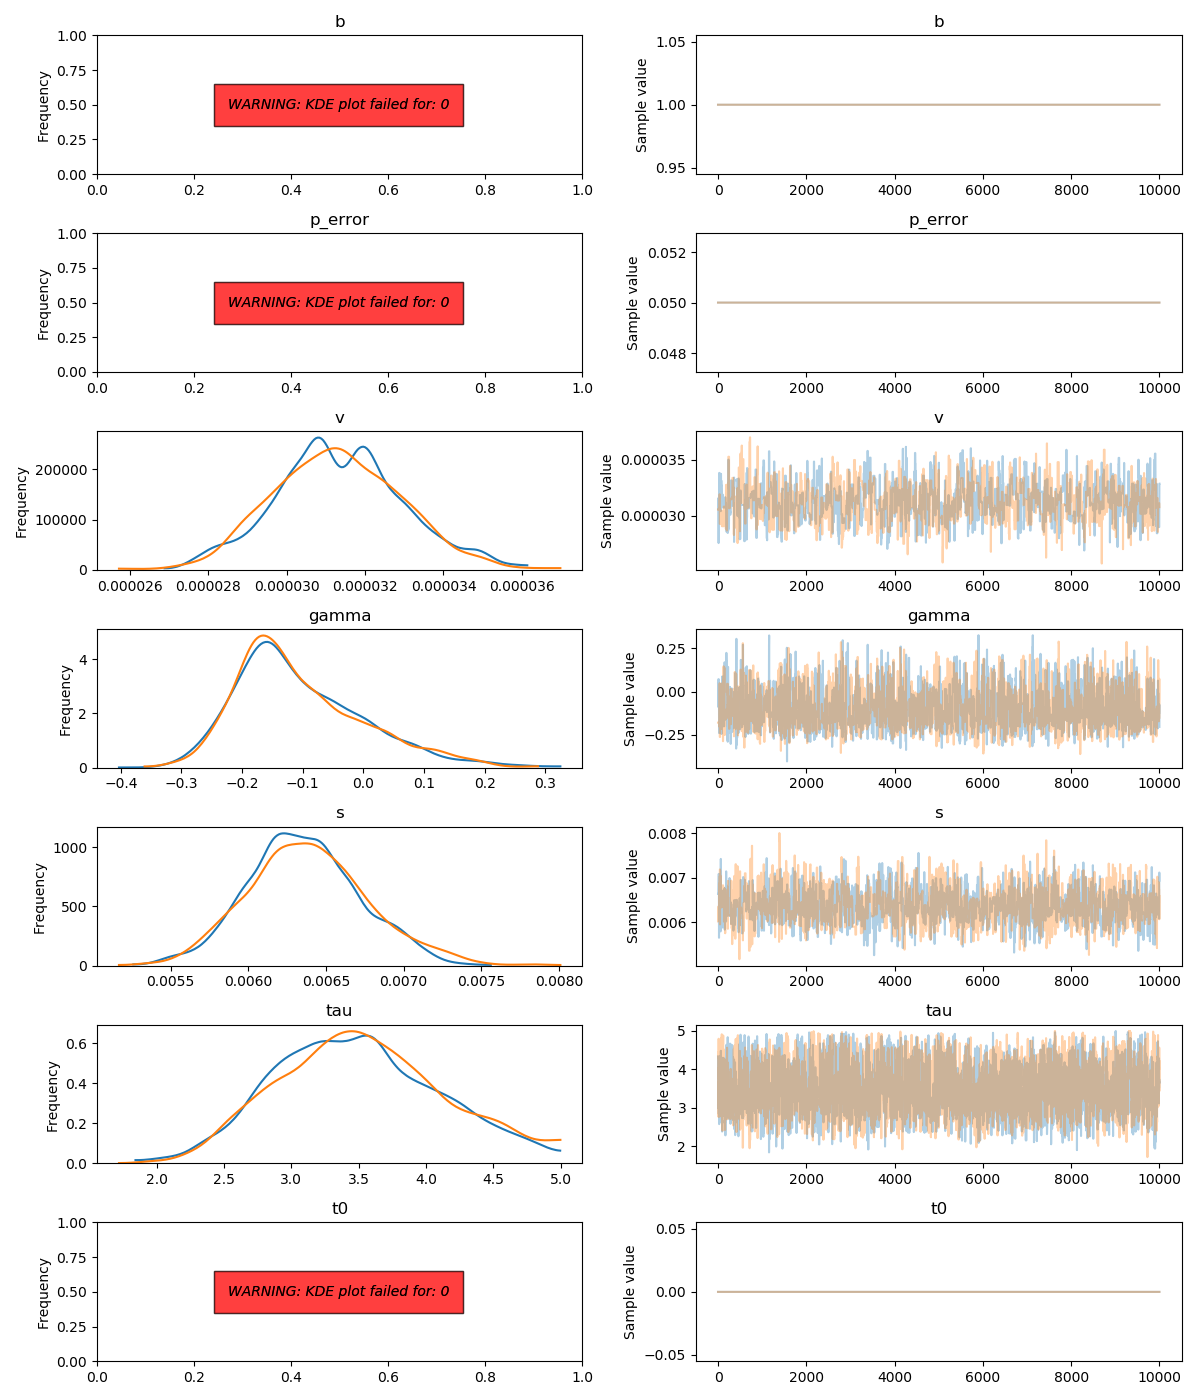 b
Frequency
1.00
0.75
0.50
0.25
0.00
WARNING: KDE plot failed for: 0
0.0 0.2 0.4 0.6 0.8 1.0
b
Sample value
1.05
1.00
0.95
0 2000 4000 6000 8000 10000
p_error
Frequency
1.00
0.75
0.50
0.25
0.00
WARNING: KDE plot failed for: 0
0.0 0.2 0.4 0.6 0.8 1.0
p_error
Sample value
0.052
0.050
0.048
0 2000 4000 6000 8000 10000
v
Frequency
200000
100000
0
0.000026 0.000028 0.000030 0.000032 0.000034 0.000036
v
Sample value
0.000035
0.000030
0 2000 4000 6000 8000 10000
gamma
Frequency
4
2
0
−0.4 −0.3 −0.2 −0.1 0.0 0.1 0.2 0.3
gamma
Sample value
0.25
0.00
−0.25
0 2000 4000 6000 8000 10000
s
Frequency
1000
500
0
0.0055 0.0060 0.0065 0.0070 0.0075 0.0080
s
Sample value
0.008
0.007
0.006
0 2000 4000 6000 8000 10000
tau
Frequency
0.6
0.4
0.2
0.0
2.0 2.5 3.0 3.5 4.0 4.5 5.0
tau
Sample value
5
4
3
2
0 2000 4000 6000 8000 10000
t0
Frequency
1.00
0.75
0.50
0.25
0.00
WARNING: KDE plot failed for: 0
0.0 0.2 0.4 0.6 0.8 1.0
t0
Sample value
0.05
0.00
−0.05
0 2000 4000 6000 8000 10000